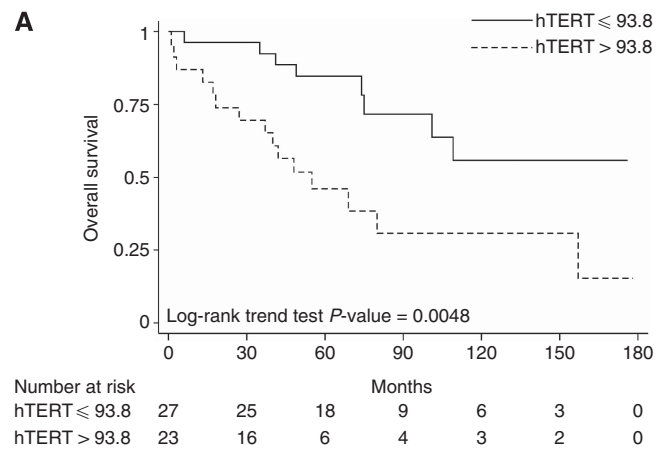 A
hTERT ⩽ 93.8
hTERT > 93.8
Overall survival
1
0.75
0.5
0.25
0
Log-rank trend test P-value = 0.0048
0 30 60 90 120 150 180
Number at risk Months
hTERT ⩽ 93.8 27 25 18 9 6 3 0
hTERT > 93.8 23 16 6 4 3 2 0